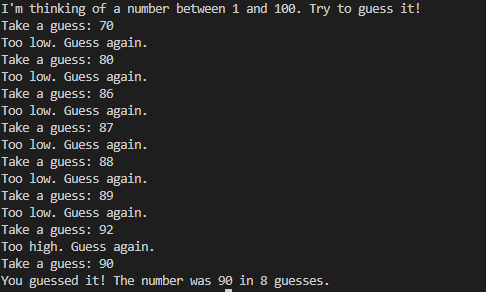 I'm thinking of a number between 1 and 100. Try to guess it!
Take a guess: 70
Too low. Guess again.
Take a guess: 80
Too low. Guess again.
Take a guess: 86
Too low. Guess again.
Take a guess: 87
Too low. Guess again.
Take a guess: 88
Too low. Guess again.
Take a guess: 89
Too low. Guess again.
Take a guess: 92
Too high. Guess again.
Take a guess: 90
You guessed it! The number was 90 in 8 guesses.